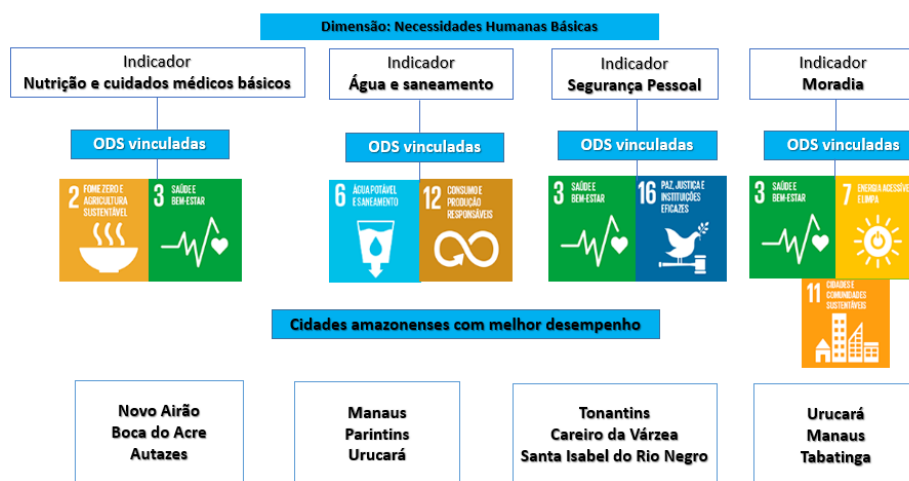 Dimensão: Necessidades Humanas Básicas
Indicador
Nutrição e cuidados médicos básicos
Indicador
Água e saneamento
Indicador
Segurança Pessoal
Indicador
Moradia
ODS vinculadas
ODS vinculadas
ODS vinculadas
ODS vinculadas
2 FOME ZERO E
AGRICULTURA
SUSTENTÁVEL
3 SAÚDE E
BEM-ESTAR
6 ÁGUA POTÁVEL
E SANEAMENTO
12 CONSUMO E
PRODUÇÃO
RESPONSÁVEIS
3 SAÚDE E
BEM-ESTAR
16 PAZ, JUSTIÇA E
INSTITUIÇÕES
EFICAZES
3 SAÚDE E
BEM-ESTAR
7 ENERGIA ACESSÍVEL
E LIMPA
11 CIDADES E
COMUNIDADES
SUSTENTÁVEIS
Cidades amazonenses com melhor desempenho
Novo Airão
Boca do Acre
Autazes
Manaus
Parintins
Urucará
Tonantins
Careiro da Várzea
Santa Isabel do Rio Negro
Urucará
Manaus
Tabatinga